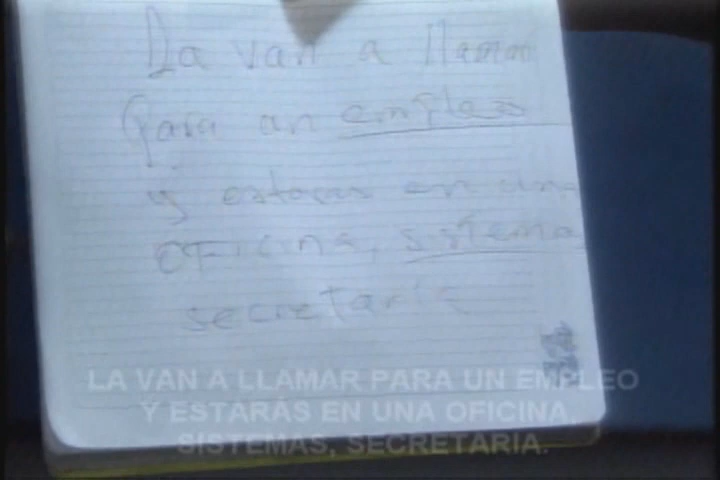 La van a llamar
para un empleo
y estaras en una
OFICINA, sistema
secretaria
LA VAN A LLAMAR PARA UN EMPLEO
Y ESTARÁS EN UNA OFICINA.
SISTEMAS, SECRETARIA.